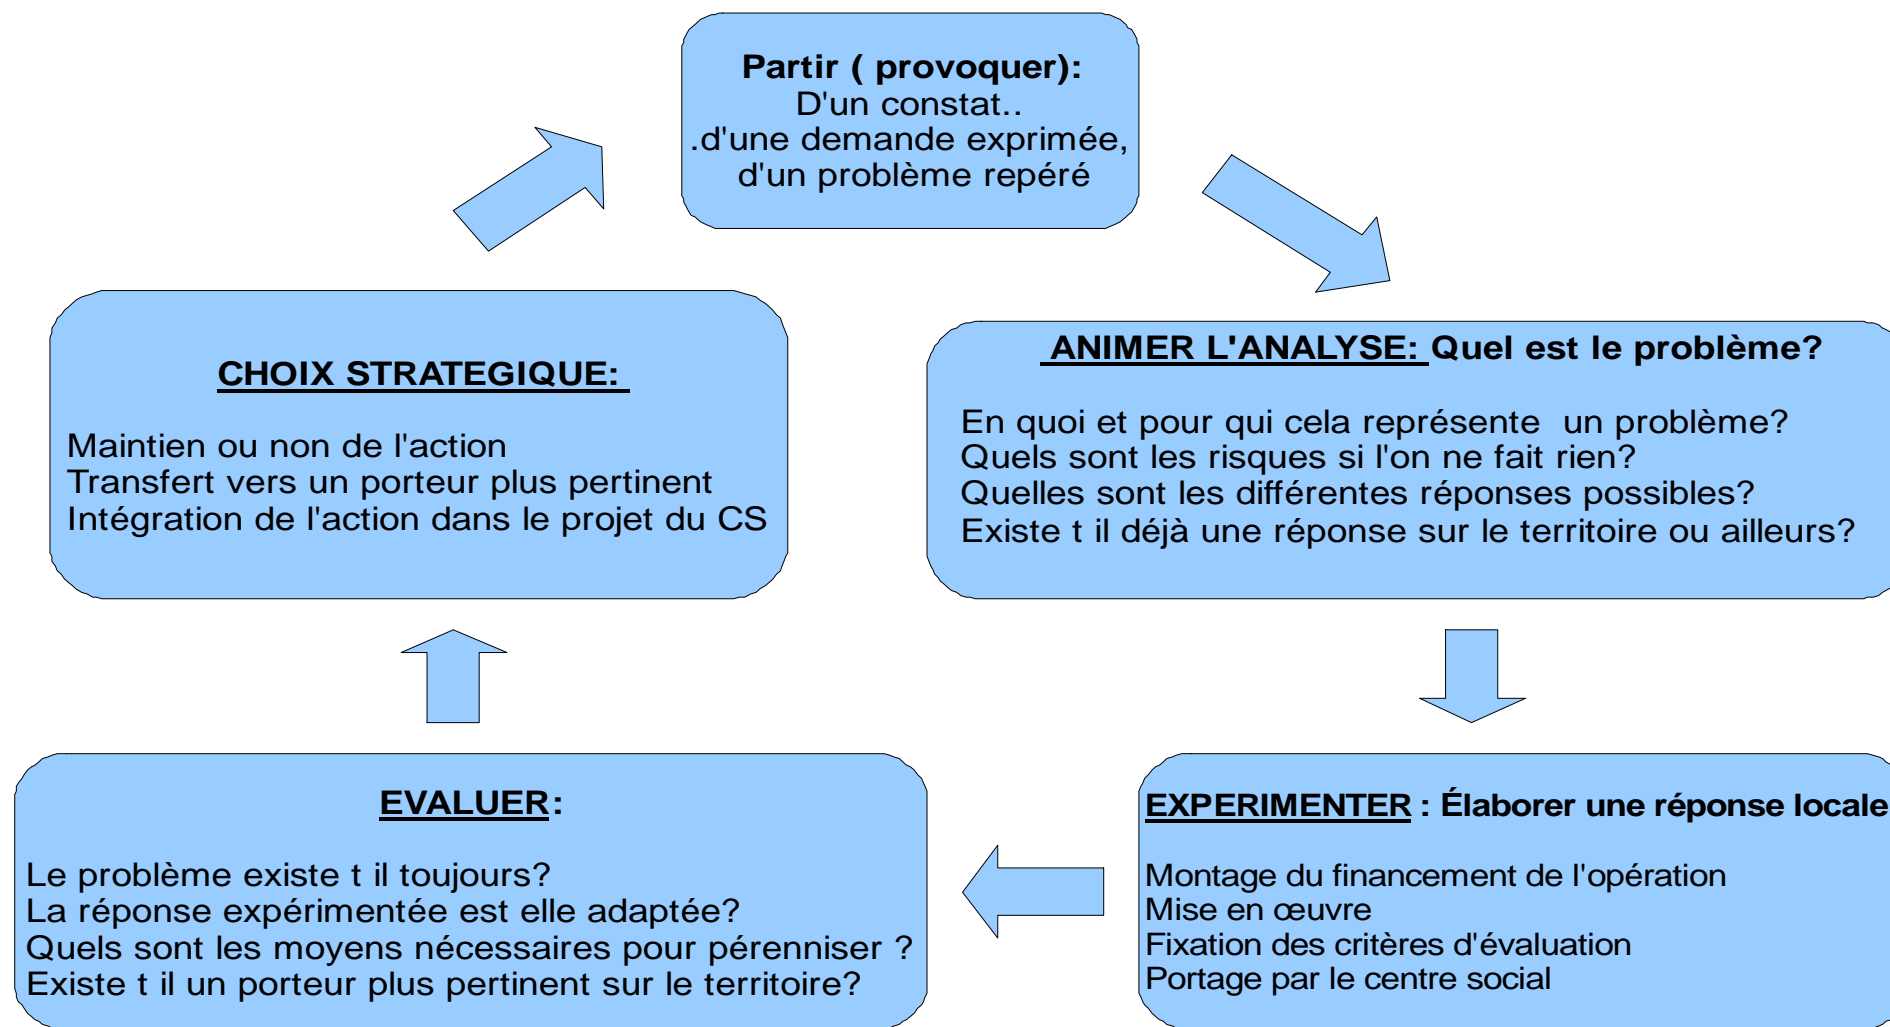 Partir ( provoquer):
D'un constat..
.d'une demande exprimée,
d'un problème repéré
ANIMER L'ANALYSE: Quel est le problème?
En quoi et pour qui cela représente  un problème?
Quels sont les risques si l'on ne fait rien?
Quelles sont les différentes réponses possibles?
Existe t il déjà une réponse sur le territoire ou ailleurs?
EXPERIMENTER : Élaborer une réponse locale
Montage du financement de l'opération
Mise en œuvre
Fixation des critères d'évaluation
Portage par le centre social
EVALUER:
Le problème existe t il toujours?
La réponse expérimentée est elle adaptée?
Quels sont les moyens nécessaires pour pérenniser ?
Existe t il un porteur plus pertinent sur le territoire?
CHOIX STRATEGIQUE:
Maintien ou non de l'action
Transfert vers un porteur plus pertinent
Intégration de l'action dans le projet du CS